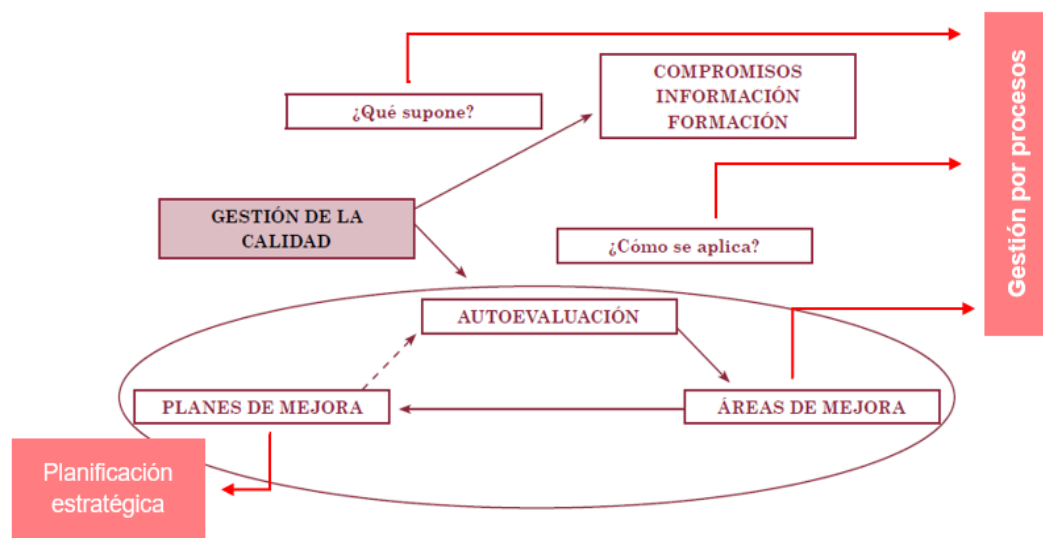 COMPROMISOS
INFORMACIÓN
FORMACIÓN
¿Qué supone?
Gestión por procesos
GESTIÓN DE LA
CALIDAD
¿Cómo se aplica?
AUTOEVALUACIÓN
PLANES DE MEJORA
ÁREAS DE MEJORA
Planificación
estratégica